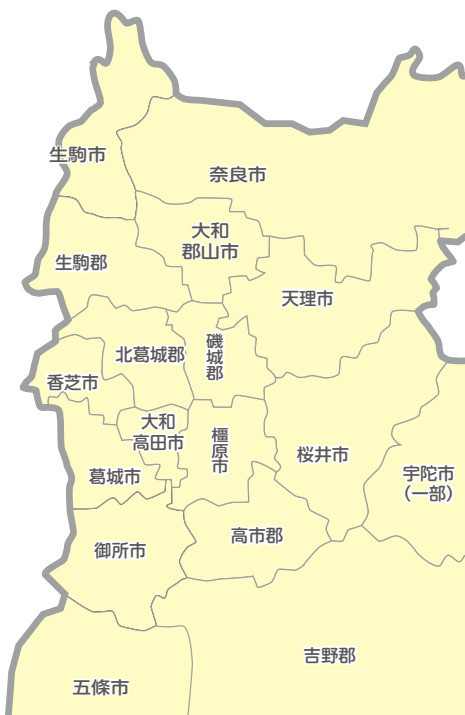 生駒市
奈良市
大和
郡山市
生駒郡
天理市
北葛城郡
磯城郡
香芝市
大和
高田市
橿原市
桜井市
葛城市
宇陀市
（一部）
高市郡
御所市
吉野郡
五條市